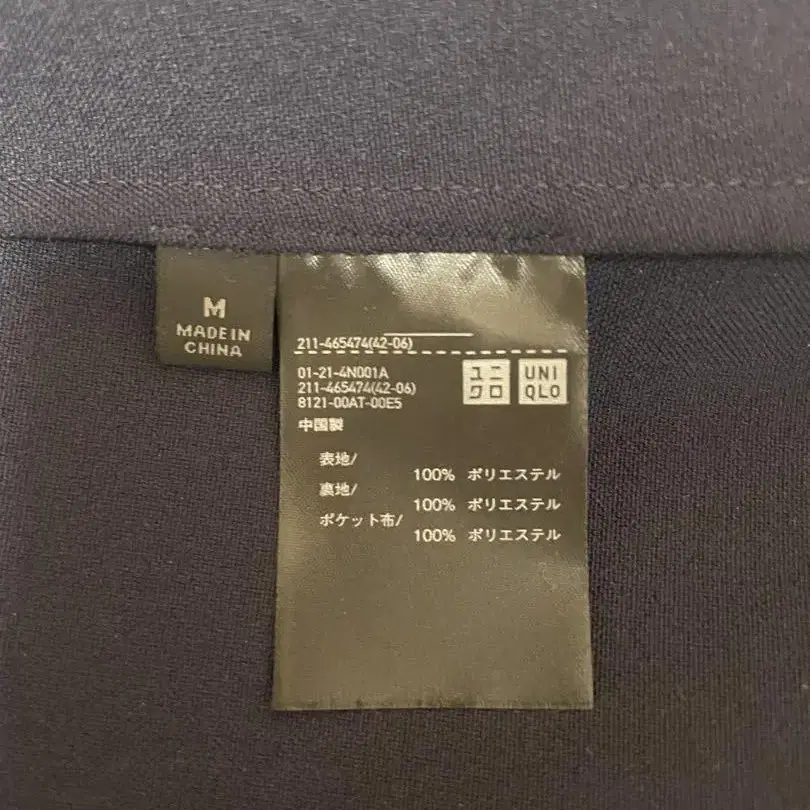 M
MADE IN
CHINA
211-465474(42-06)
01-21-4N001A
211-465474(42-06)
8121-00AT-00E5
ユニ
クロ
UNI
QLO
中国製
表地/
100% ポリエステル
裏地/
100% ポリエステル
ポケット布/
100% ポリエステル